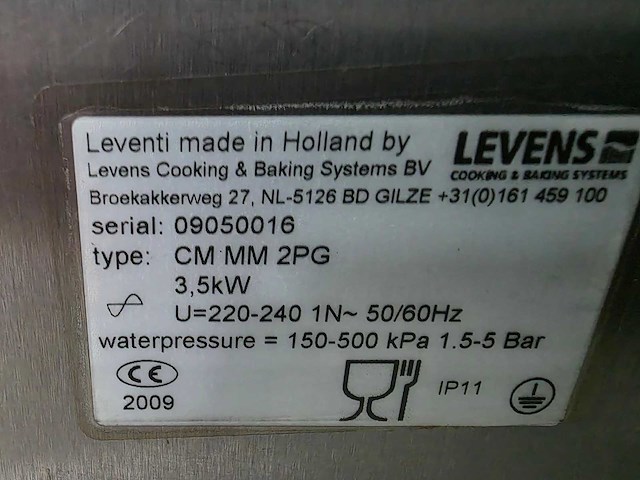 Leventi made in Holland by
LEVENS
Levens Cooking & Baking Systems BV
COOKING & BAKING SYSTEMS
Broekakkerweg 27, NL-5126 BD GILZE +31(0)161 459 100
serial: 09050016
type: CM MM 2PG
3,5kW
U=220-240 1N~ 50/60Hz
waterpressure = 150-500 kPa 1.5-5 Bar
CE
2009
IP11